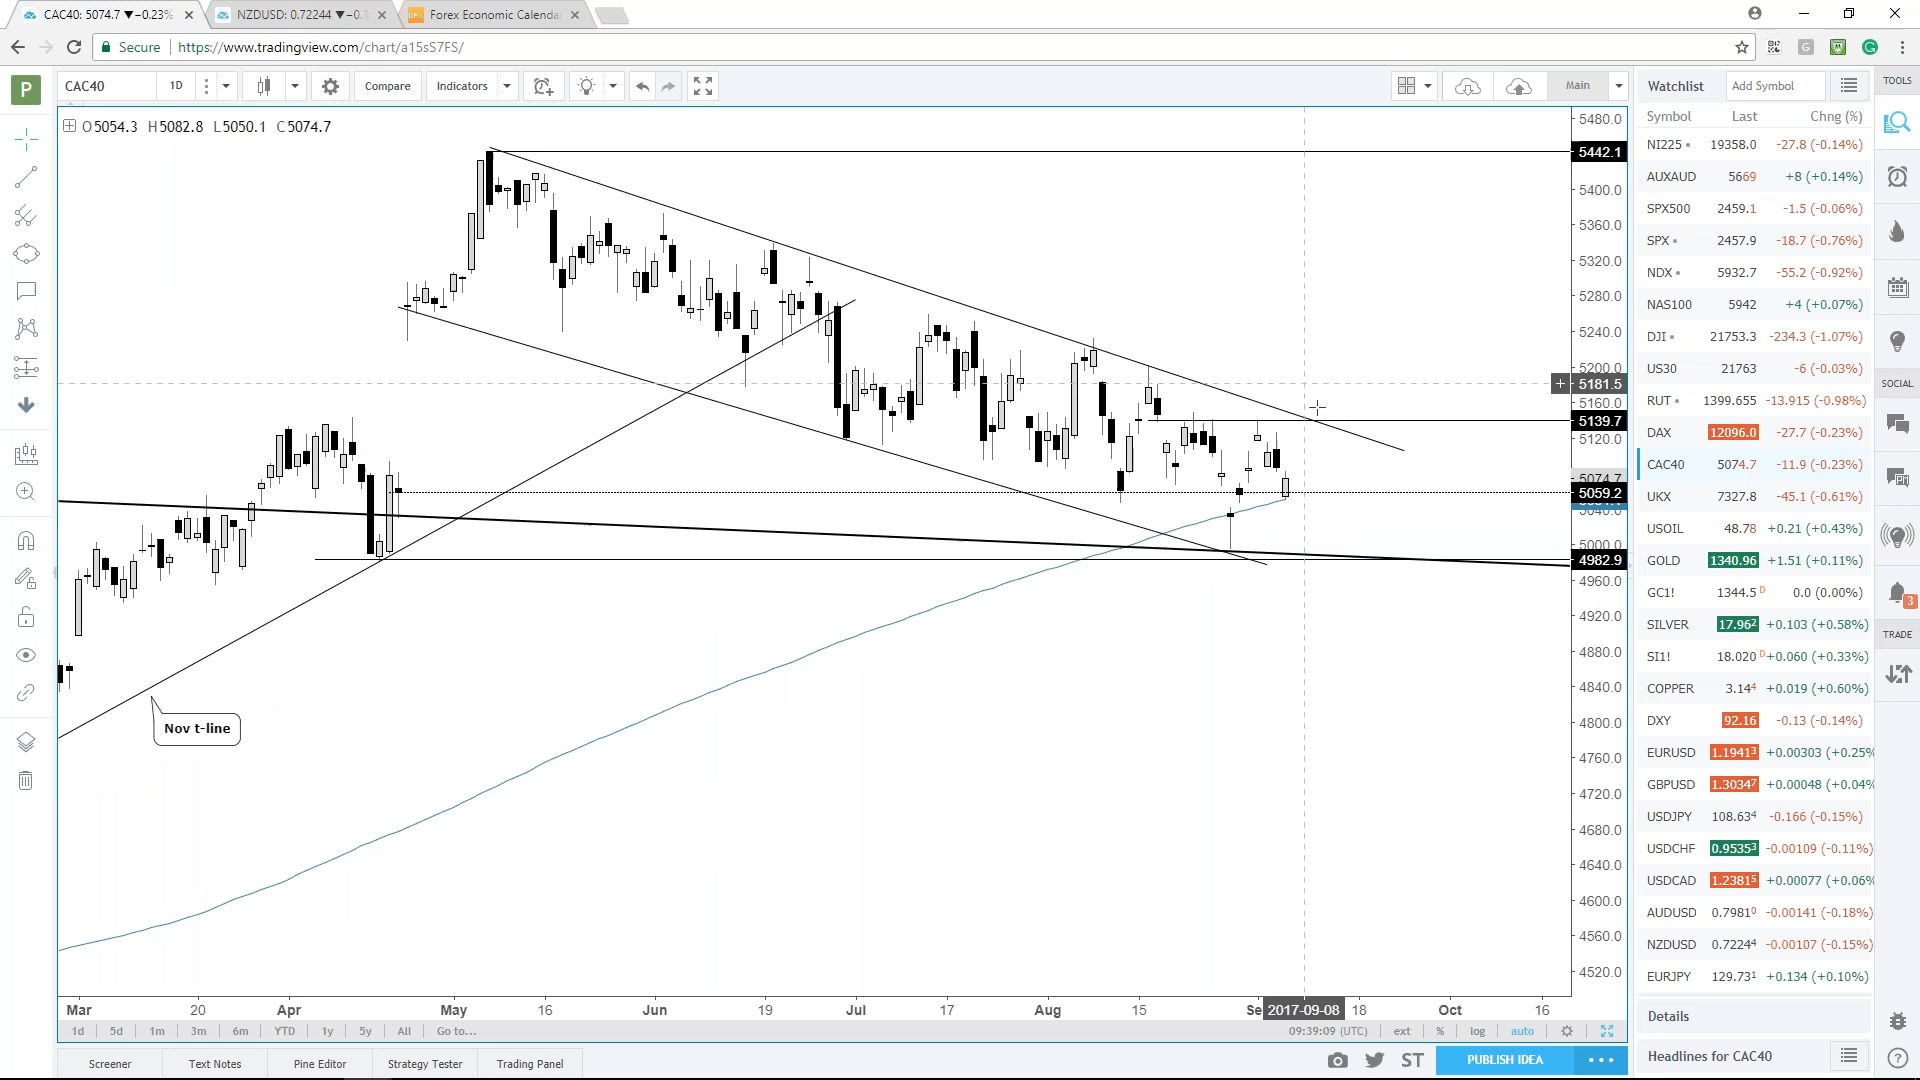 CAC40: 5074.7 ▼−0.23%
NZDUSD: 0.72244 ▼−0.1
Forex Economic Calenda
Secure | https://www.tradingview.com/chart/a15sS7FS/
P CAC40 1D Compare Indicators Main
O5054.3 H5082.8 L5050.1 C5074.7
5480.0
5442.1
5400.0
5360.0
5320.0
5280.0
5240.0
5200.0
5181.5
5160.0
5139.7
5120.0
5074.7
5059.2
5040.0
5000.0
4982.9
4960.0
4920.0
4880.0
4840.0
4800.0
4760.0
4720.0
4680.0
4640.0
4600.0
4560.0
4520.0
Nov t-line
Mar 20 Apr May 16 Jun 19 Jul 17 Aug 15 Se 2017-09-08 18 Oct 16
1d 5d 1m 3m 6m YTD 1y 5y All Go to... 09:39:09 (UTC) ext % log auto
Screener Text Notes Pine Editor Strategy Tester Trading Panel ST PUBLISH IDEA
Watchlist Add Symbol
Symbol Last Chng (%)
NI225 19358.0 -27.8 (-0.14%)
AUXAUD 5669 +8 (+0.14%)
SPX500 2459.1 -1.5 (-0.06%)
SPX 2457.9 -18.7 (-0.76%)
NDX 5932.7 -55.2 (-0.92%)
NAS100 5942 +4 (+0.07%)
DJI 21753.3 -234.3 (-1.07%)
US30 21763 -6 (-0.03%)
RUT 1399.655 -13.915 (-0.98%)
DAX 12096.0 -27.7 (-0.23%)
CAC40 5074.7 -11.9 (-0.23%)
UKX 7327.8 -45.1 (-0.61%)
USOIL 48.78 +0.21 (+0.43%)
GOLD 1340.96 +1.51 (+0.11%)
GC1! 1344.5 D 0.0 (0.00%)
SILVER 17.962 +0.103 (+0.58%)
SI1! 18.020 D +0.060 (+0.33%)
COPPER 3.144 +0.019 (+0.60%)
DXY 92.16 -0.13 (-0.14%)
EURUSD 1.19413 +0.00303 (+0.25%
GBPUSD 1.30347 +0.00048 (+0.04%
USDJPY 108.634 -0.166 (-0.15%)
USDCHF 0.95353 -0.00109 (-0.11%)
USDCAD 1.23815 +0.00077 (+0.06%
AUDUSD 0.79810 -0.00141 (-0.18%)
NZDUSD 0.72244 -0.00107 (-0.15%)
EURJPY 129.731 +0.134 (+0.10%)
Details
Headlines for CAC40
TOOLS
SOCIAL
3
TRADE